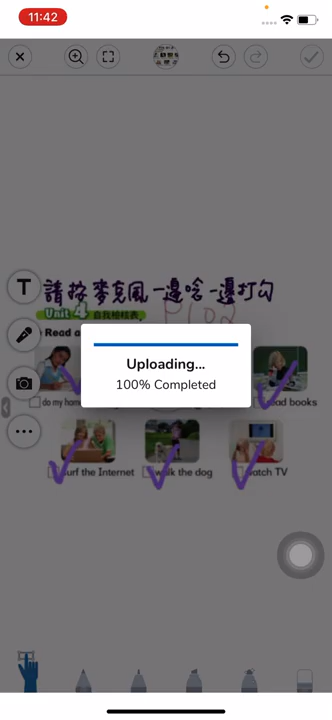 11:42
請按麥克風一邊唸一邊打勾
Unit 4 自我檢核表
P102
Read a
Uploading...
100% Completed
do my home
read books
surf the Internet
walk the dog
watch TV
T